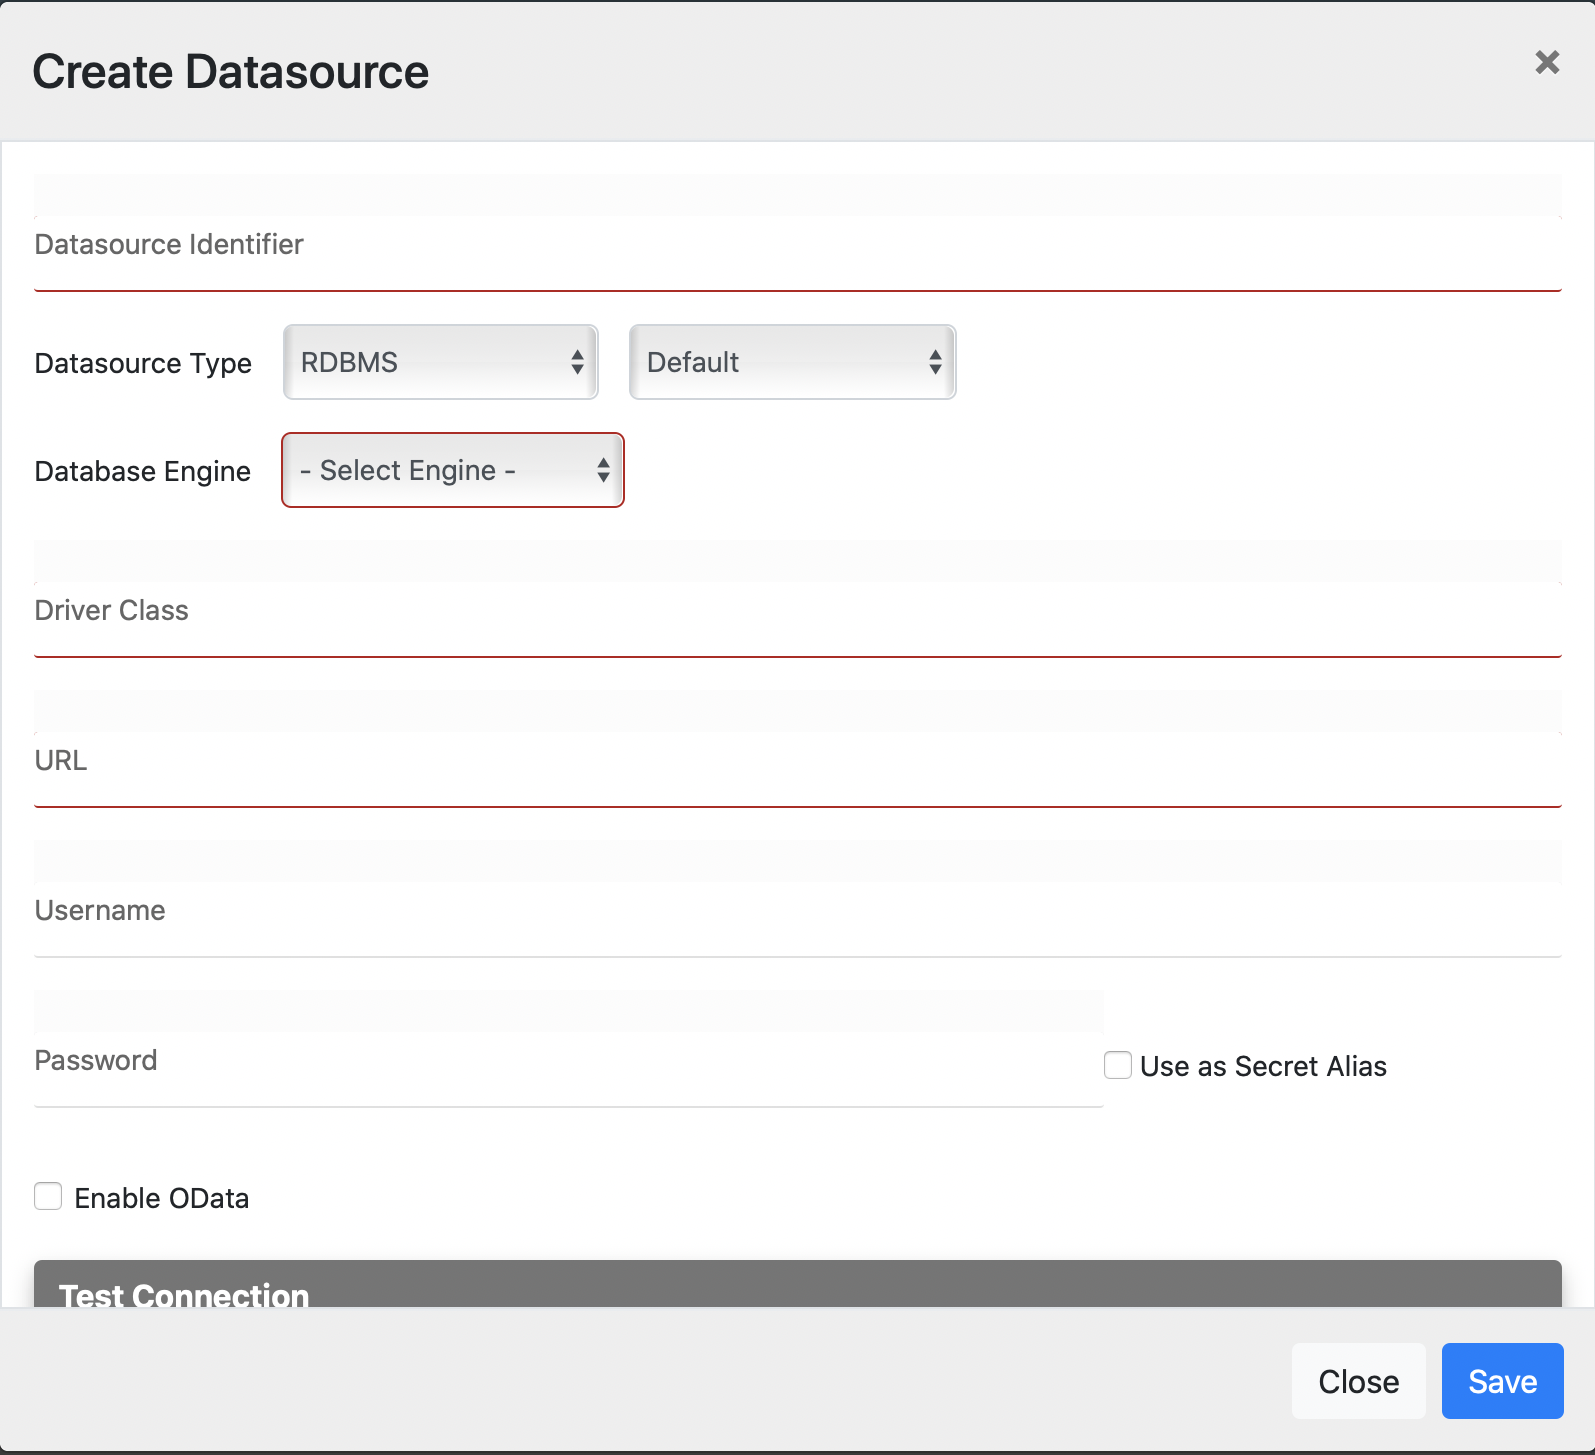 Create Datasource ×
Datasource Identifier
Datasource Type RDBMS Default
Database Engine - Select Engine -
Driver Class
URL
Username
Password Use as Secret Alias
Enable OData
Test Connection
Close Save